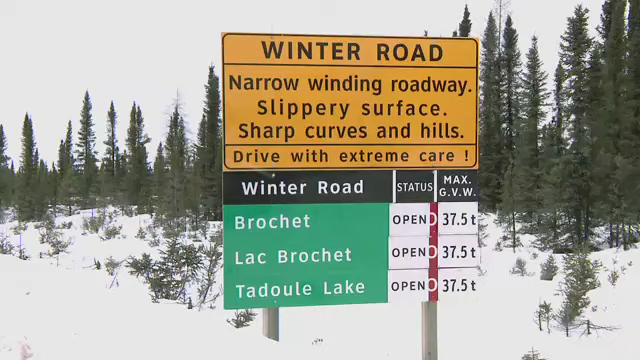 WINTER ROAD
Narrow winding roadway.
Slippery surface.
Sharp curves and hills.
Drive with extreme care !
Winter Road STATUS MAX. G.V.W.
Brochet OPEN 37.5 t
Lac Brochet OPEN 37.5 t
Tadoule Lake OPEN 37.5 t